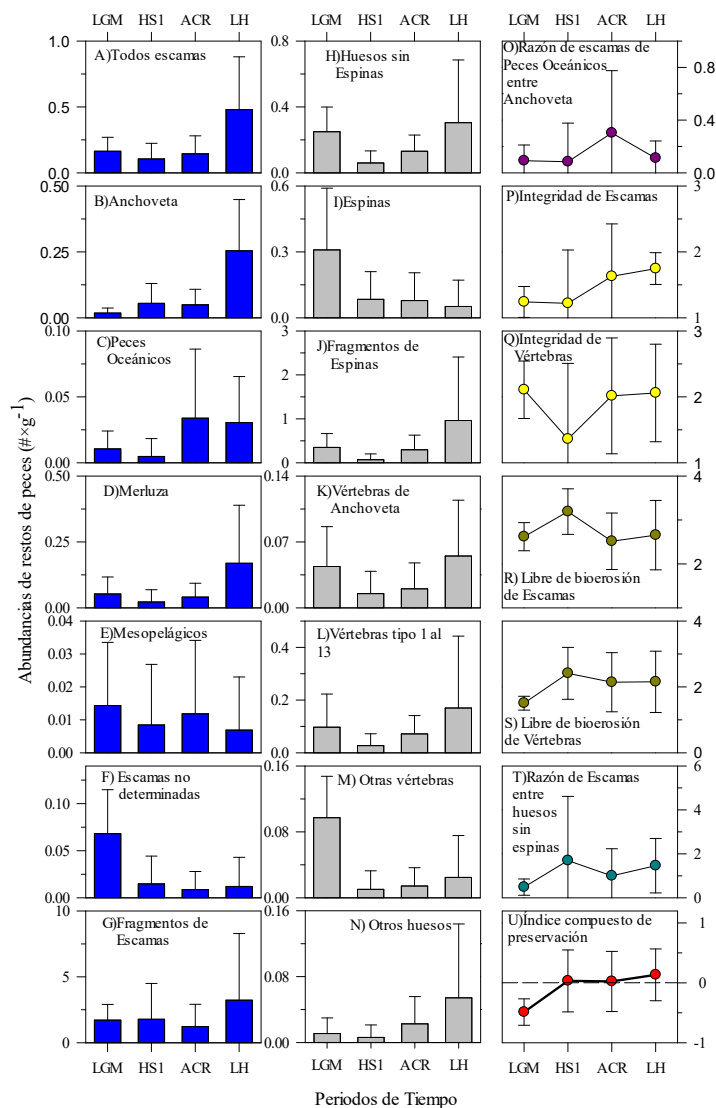 LGM HS1 ACR LH
LGM HS1 ACR LH
LGM HS1 ACR LH
Abundancias de restos de peces (#×g⁻¹)
A)Todos escamas
1.0
0.5
0.0
B)Anchoveta
0.50
0.25
0.00
C)Peces
Oceánicos
0.10
0.05
0.00
D)Merluza
0.50
0.25
0.00
E)Mesopelágicos
0.04
0.03
0.02
0.01
0.00
F) Escamas no
determinadas
0.10
0.05
0.00
G)Fragmentos de
Escamas
10
5
0
LGM HS1 ACR LH
H)Huesos sin
Espinas
0.8
0.4
0.0
I)Espinas
0.6
0.3
0.0
J)Fragmentos de
Espinas
3
2
1
0
K)Vértebras de
Anchoveta
0.14
0.07
0.00
L)Vértebras tipo 1 al
13
0.4
0.2
0.0
M) Otras vértebras
0.16
0.08
0.00
N) Otros huesos
0.16
0.08
0.00
LGM HS1 ACR LH
O)Razón de escamas de
Peces Oceánicos
entre
Anchoveta
0.8
0.4
0.0
P)Integridad de Escamas
3
2
1
Q)Integridad de
Vértebras
3
2
1
R) Libre de bioerosión
de Escamas
4
2
S) Libre de bioerosión
de Vértebras
4
2
0
T)Razón de Escamas
entre
huesos
sin
espinas
6
4
2
0
U)Índice compuesto de
preservación
1
0
-1
LGM HS1 ACR LH
Periodos de Tiempo